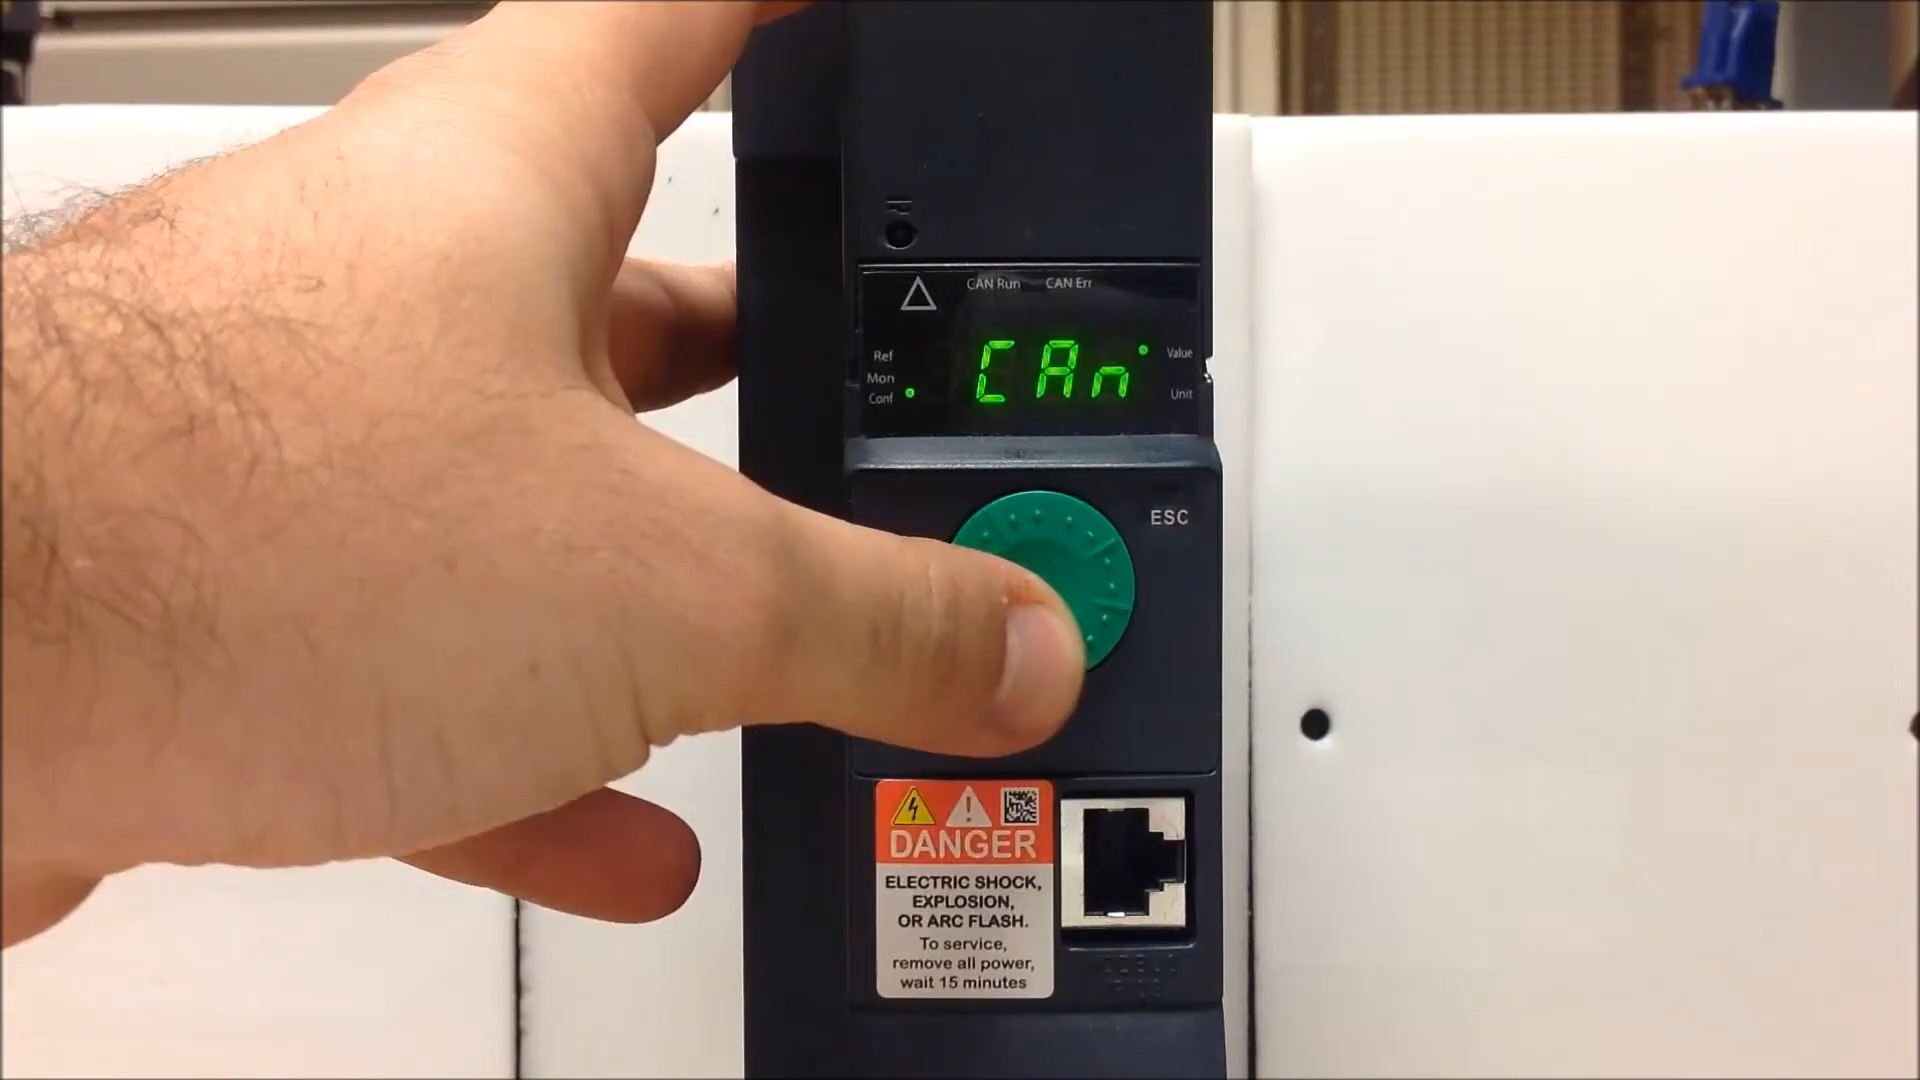 CAN Run CAN Err
CAn
Ref
Value
Mon
Conf
Unit
ESC
DANGER
ELECTRIC SHOCK,
EXPLOSION,
OR ARC FLASH.
To service,
remove all power,
wait 15 minutes